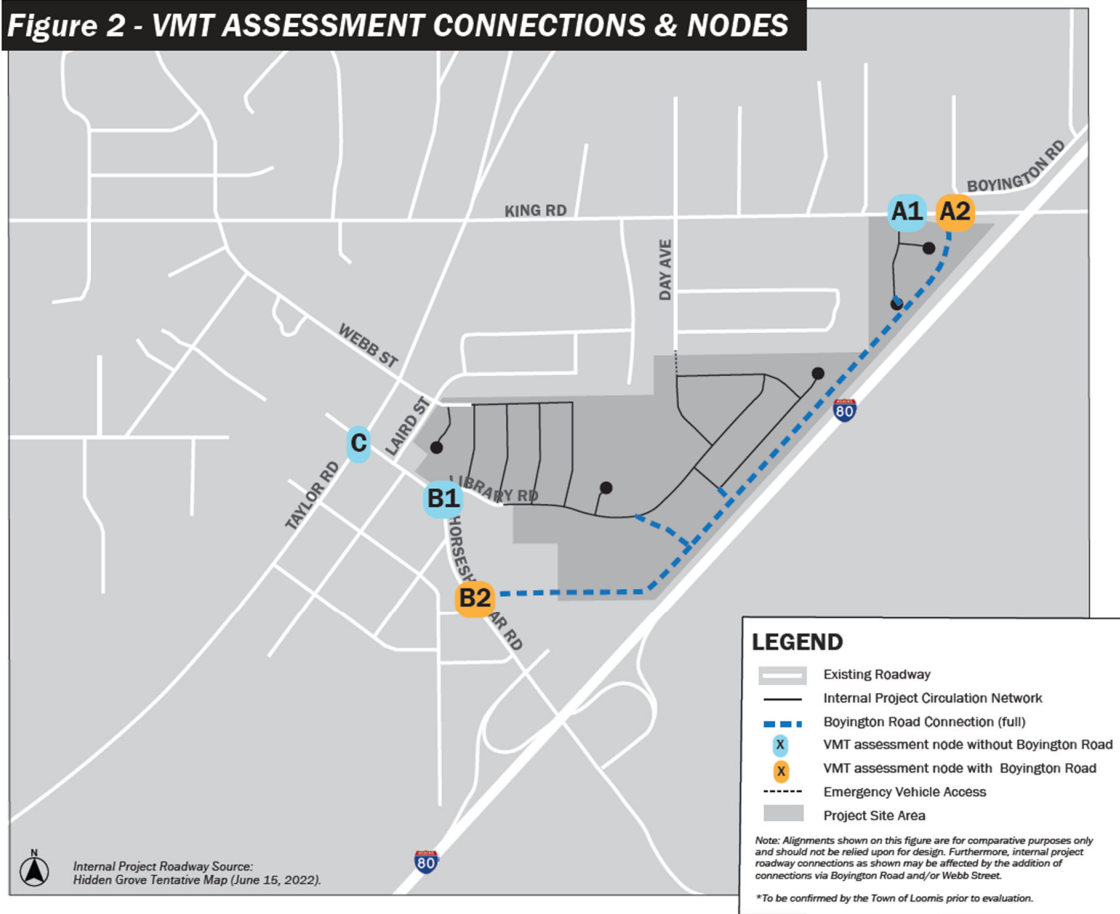 Figure 2 - VMT ASSESSMENT CONNECTIONS & NODES
BOYINGTON RD
KING RD
A1
A2
DAY AVE
WEBB ST
LAIRD ST
80
C
TAYLOR RD
LIBRARY RD
B1
B2
LEGEND
Existing Roadway
Internal Project Circulation Network
Boyington Road Connection (full)
X
VMT assessment node without Boyington Road
X
VMT assessment node with Boyington Road
Emergency Vehicle Access
Project Site Area
Note: Alignments shown on this figure are for comparative purposes only
and should not be relied upon for design. Furthermore, internal project
roadway connections as shown may be affected by the addition of
connections via Boyington Road and/or Webb Street.
*To be confirmed by the Town of Loomis prior to evaluation.
N
Internal Project Roadway Source:
Hidden Grove Tentative Map (June 15, 2022).
80